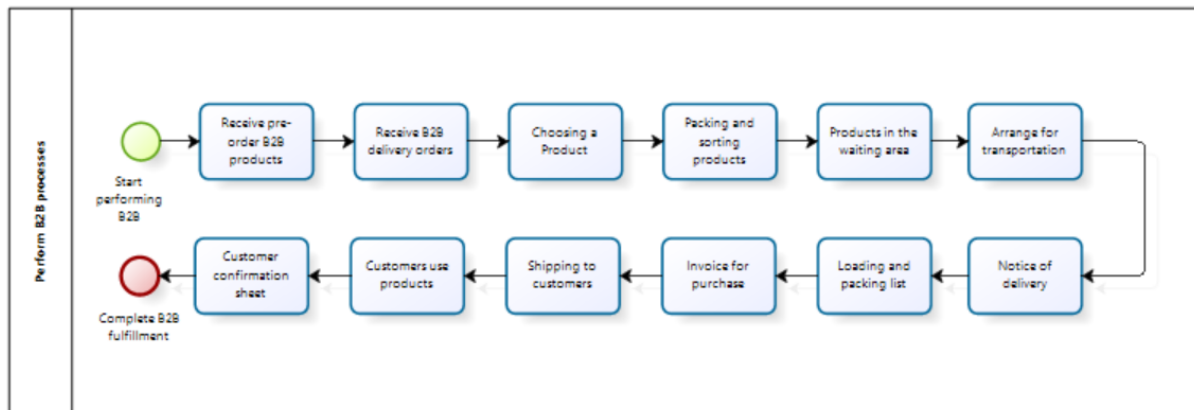 Perform B2B processes
Start
performing
B2B
Receive pre-
order B2B
products
Receive B2B
delivery orders
Choosing a
Product
Packing and
sorting
products
Products in the
waiting area
Arrange for
transportation
Notice of
delivery
Loading and
packing list
Invoice for
purchase
Shipping to
customers
Customers use
products
Customer
confirmation
sheet
Complete B2B
fulfillment